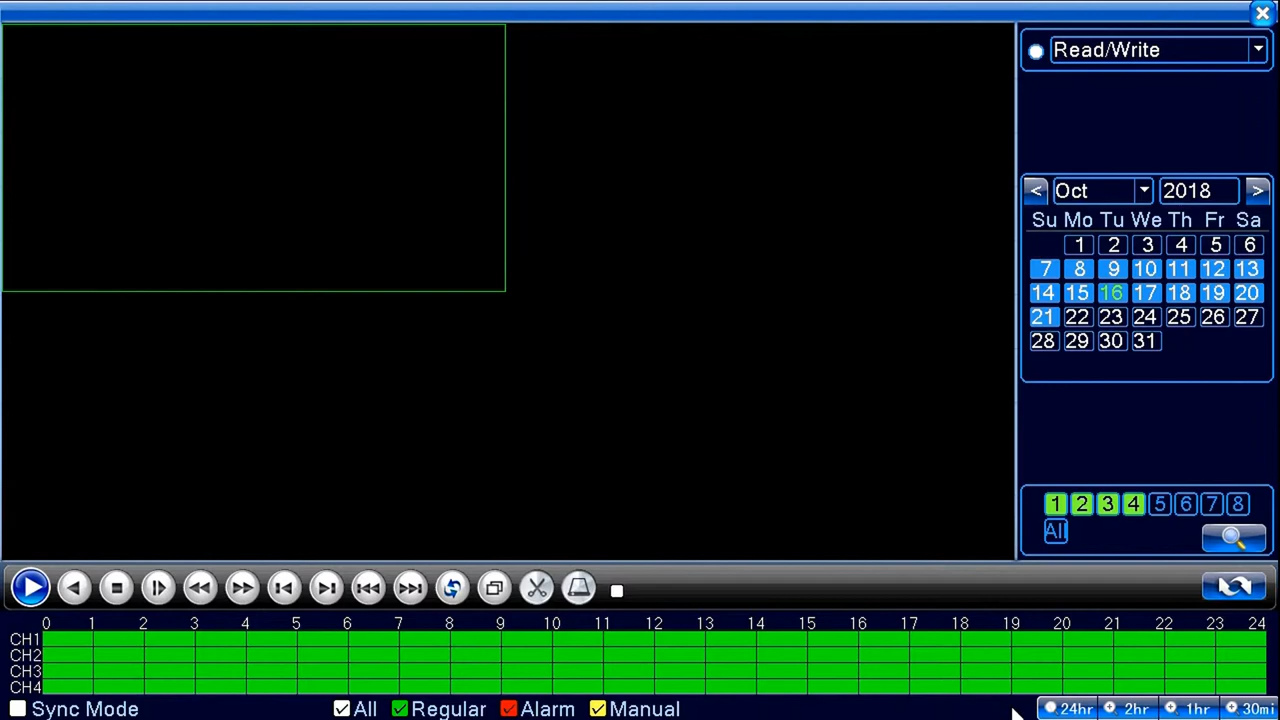 Read/Write
< Oct 2018 >
Su Mo Tu We Th Fr Sa
1 2 3 4 5 6
7 8 9 10 11 12 13
14 15 16 17 18 19 20
21 22 23 24 25 26 27
28 29 30 31
1 2 3 4 5 6 7 8
All
0 1 2 3 4 5 6 7 8 9 10 11 12 13 14 15 16 17 18 19 20 21 22 23 24
CH1
CH2
CH3
CH4
Sync Mode All Regular Alarm Manual 24hr 2hr 1hr 30mi